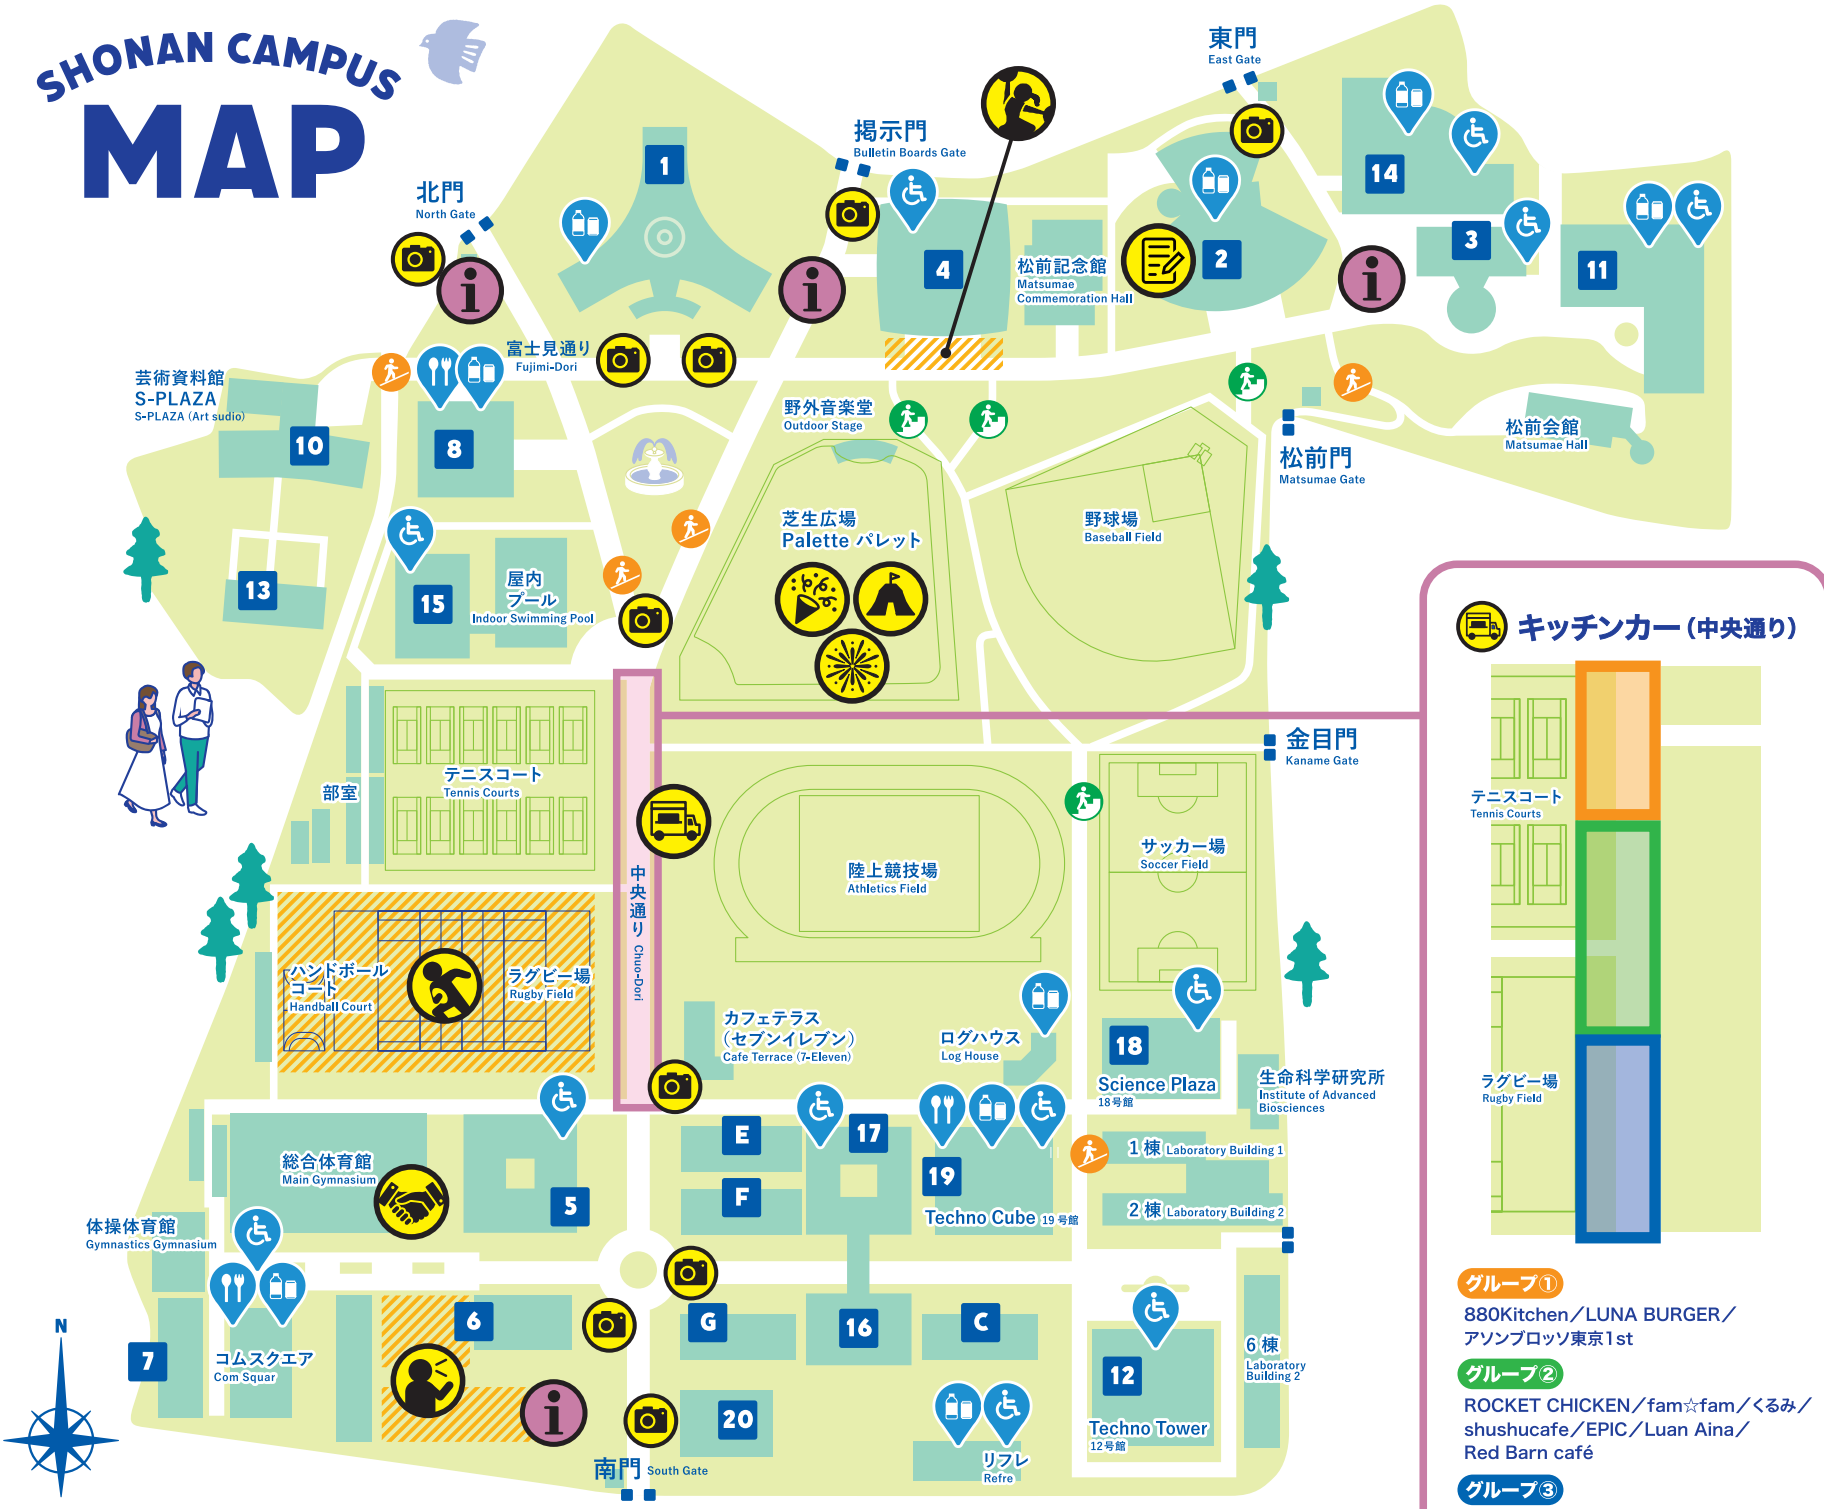 SHONAN CAMPUS
MAP
北門
North Gate
掲示門
Bulletin Boards Gate
東門
East Gate
1
4
松前記念館
Matsumae
Commemoration Hall
2
14
3
11
富士見通り
Fujimi-Dori
芸術資料館
S-PLAZA
S-PLAZA (Art sudio)
10
8
野外音楽堂
Outdoor Stage
松前門
Matsumae Gate
松前会館
Matsumae Hall
芝生広場
Palette パレット
野球場
Baseball Field
13
15
屋内
プール
Indoor Swimming Pool
金目門
Kaname Gate
テニスコート
Tennis Courts
部室
中央通り Chuo-Dori
陸上競技場
Athletics Field
サッカー場
Soccer Field
ハンドボール
コート
Handball Court
ラグビー場
Rugby Field
カフェテラス
（セブンイレブン）
Cafe Terrace (7-Eleven)
ログハウス
Log House
18
Science Plaza
18号館
生命科学研究所
Institute of Advanced
Biosciences
総合体育館
Main Gymnasium
5
E
F
17
19
Techno Cube 19号館
1棟 Laboratory Building 1
2棟 Laboratory Building 2
体操体育館
Gymnastics Gymnasium
7
コムスクエア
Com Squar
6
G
16
C
12
Techno Tower
12号館
6棟
Laboratory
Building 2
20
リフレ
Refre
南門 South Gate
N
キッチンカー（中央通り）
テニスコート
Tennis Courts
ラグビー場
Rugby Field
グループ①
880Kitchen／LUNA BURGER／
アソンブロッソ東京1st
グループ②
ROCKET CHICKEN／fam☆fam／くるみ／
shushucafe／EPIC／Luan Aina／
Red Barn café
グループ③